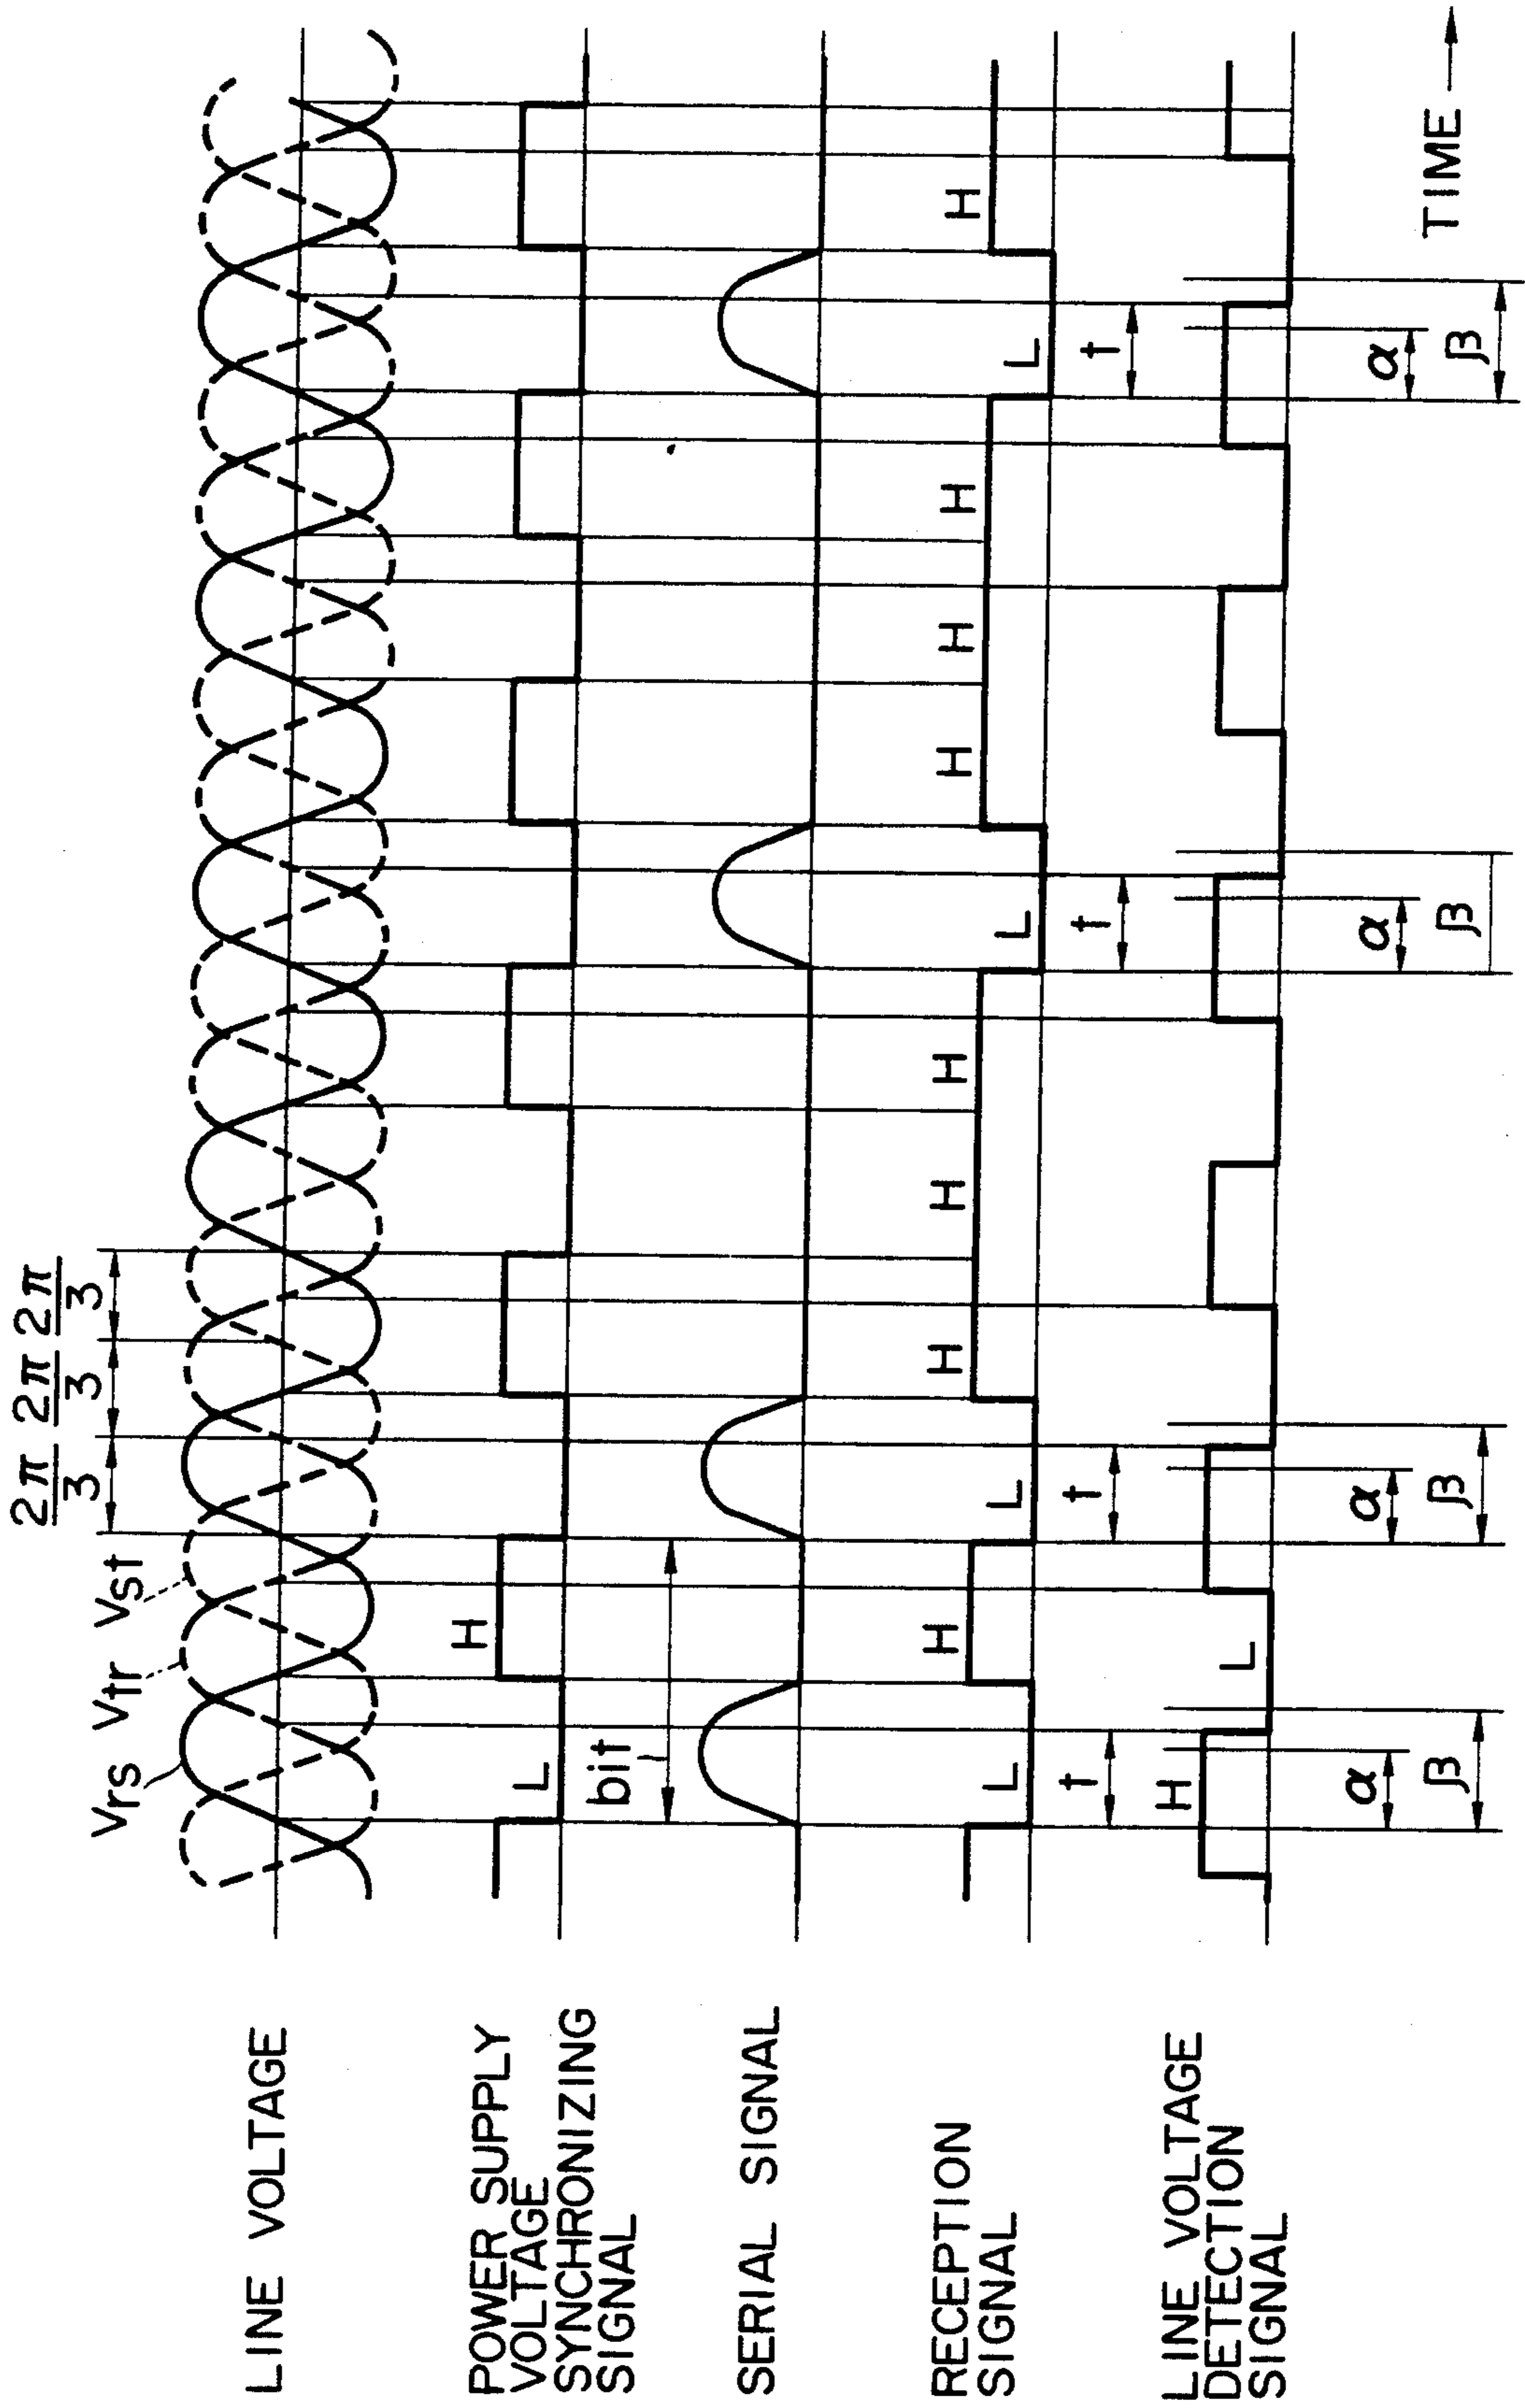 2π/3 2π/3 2π/3
Vrs Vtr Vst
LINE VOLTAGE
POWER SUPPLY
VOLTAGE
SYNCHRONIZING
SIGNAL
L H
bit
SERIAL SIGNAL
RECEPTION
SIGNAL
L H L H H H L H H H L H
t t t t
LINE VOLTAGE
DETECTION
SIGNAL
H L
α α α α
β β β β
TIME →